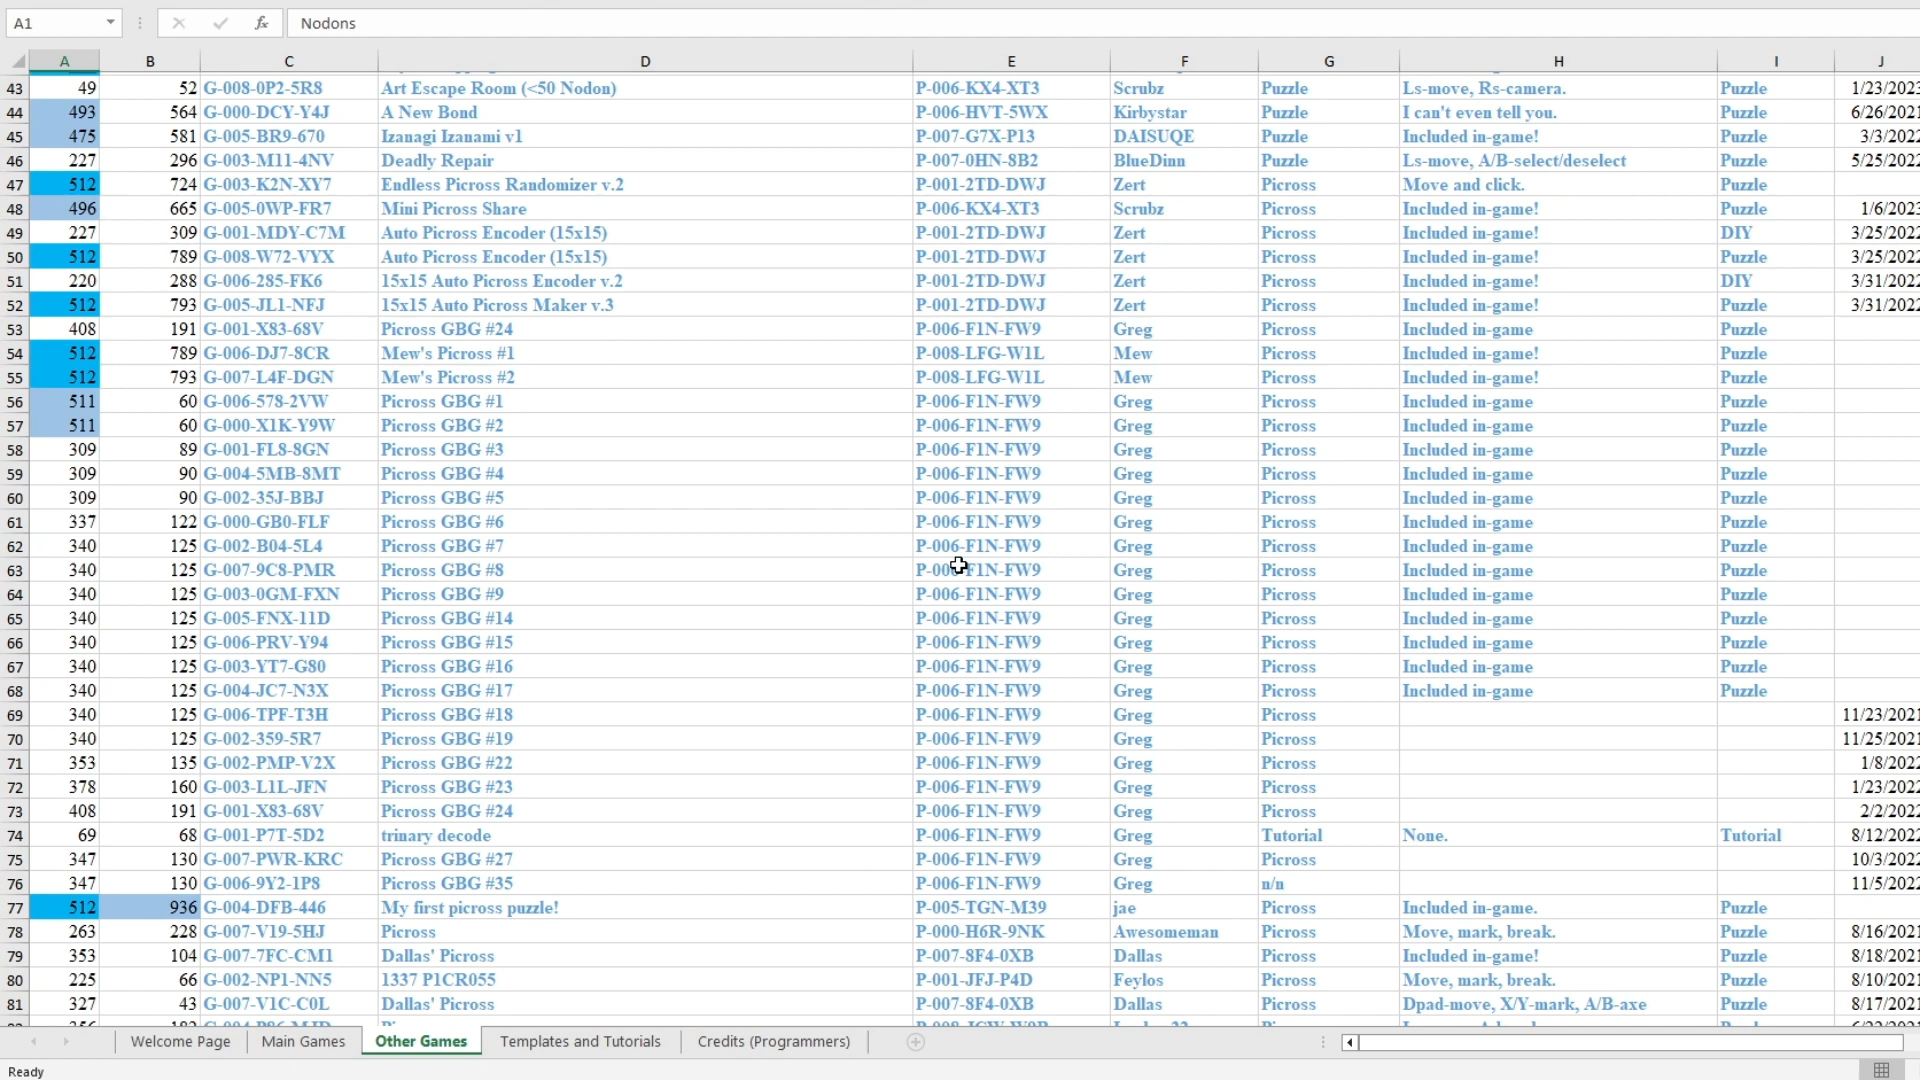 A1 fx Nodons
A B C D E F G H I J
43 49 52 G-008-0P2-5R8 Art Escape Room (<50 Nodon) P-006-KX4-XT3 Scrubz Puzzle Ls-move, Rs-camera. Puzzle 1/23/2023
44 493 564 G-000-DCY-Y4J A New Bond P-006-HVT-5WX Kirbystar Puzzle I can't even tell you. Puzzle 6/26/2021
45 475 581 G-005-BR9-670 Izanagi Izanami v1 P-007-G7X-P13 DAISUQE Puzzle Included in-game! Puzzle 3/3/2022
46 227 296 G-003-M11-4NV Deadly Repair P-007-0HN-8B2 BlueDinn Puzzle Ls-move, A/B-select/deselect Puzzle 5/25/2022
47 512 724 G-003-K2N-XY7 Endless Picross Randomizer v.2 P-001-2TD-DWJ Zert Picross Move and click. Puzzle
48 496 665 G-005-0WP-FR7 Mini Picross Share P-006-KX4-XT3 Scrubz Picross Included in-game! Puzzle 1/6/2023
49 227 309 G-001-MDY-C7M Auto Picross Encoder (15x15) P-001-2TD-DWJ Zert Picross Included in-game! DIY 3/25/2022
50 512 789 G-008-W72-VYX Auto Picross Encoder (15x15) P-001-2TD-DWJ Zert Picross Included in-game! Puzzle 3/25/2022
51 220 288 G-006-285-FK6 15x15 Auto Picross Encoder v.2 P-001-2TD-DWJ Zert Picross Included in-game! DIY 3/31/2022
52 512 793 G-005-JL1-NFJ 15x15 Auto Picross Maker v.3 P-001-2TD-DWJ Zert Picross Included in-game! Puzzle 3/31/2022
53 408 191 G-001-X83-68V Picross GBG #24 P-006-F1N-FW9 Greg Picross Included in-game Puzzle
54 512 789 G-006-DJ7-8CR Mew's Picross #1 P-008-LFG-W1L Mew Picross Included in-game! Puzzle
55 512 793 G-007-L4F-DGN Mew's Picross #2 P-008-LFG-W1L Mew Picross Included in-game! Puzzle
56 511 60 G-006-578-2VW Picross GBG #1 P-006-F1N-FW9 Greg Picross Included in-game Puzzle
57 511 60 G-000-X1K-Y9W Picross GBG #2 P-006-F1N-FW9 Greg Picross Included in-game Puzzle
58 309 89 G-001-FL8-8GN Picross GBG #3 P-006-F1N-FW9 Greg Picross Included in-game Puzzle
59 309 90 G-004-5MB-8MT Picross GBG #4 P-006-F1N-FW9 Greg Picross Included in-game Puzzle
60 309 90 G-002-35J-BBJ Picross GBG #5 P-006-F1N-FW9 Greg Picross Included in-game Puzzle
61 337 122 G-000-GB0-FLF Picross GBG #6 P-006-F1N-FW9 Greg Picross Included in-game Puzzle
62 340 125 G-002-B04-5L4 Picross GBG #7 P-006-F1N-FW9 Greg Picross Included in-game Puzzle
63 340 125 G-007-9C8-PMR Picross GBG #8 P-006-F1N-FW9 Greg Picross Included in-game Puzzle
64 340 125 G-003-0GM-FXN Picross GBG #9 P-006-F1N-FW9 Greg Picross Included in-game Puzzle
65 340 125 G-005-FNX-11D Picross GBG #14 P-006-F1N-FW9 Greg Picross Included in-game Puzzle
66 340 125 G-006-PRV-Y94 Picross GBG #15 P-006-F1N-FW9 Greg Picross Included in-game Puzzle
67 340 125 G-003-YT7-G80 Picross GBG #16 P-006-F1N-FW9 Greg Picross Included in-game Puzzle
68 340 125 G-004-JC7-N3X Picross GBG #17 P-006-F1N-FW9 Greg Picross Included in-game Puzzle
69 340 125 G-006-TPF-T3H Picross GBG #18 P-006-F1N-FW9 Greg Picross 11/23/2021
70 340 125 G-002-359-5R7 Picross GBG #19 P-006-F1N-FW9 Greg Picross 11/25/2021
71 353 135 G-002-PMP-V2X Picross GBG #22 P-006-F1N-FW9 Greg Picross 1/8/2022
72 378 160 G-003-L1L-JFN Picross GBG #23 P-006-F1N-FW9 Greg Picross 1/23/2022
73 408 191 G-001-X83-68V Picross GBG #24 P-006-F1N-FW9 Greg Picross 2/2/2022
74 69 68 G-001-P7T-5D2 trinary decode P-006-F1N-FW9 Greg Tutorial None. Tutorial 8/12/2022
75 347 130 G-007-PWR-KRC Picross GBG #27 P-006-F1N-FW9 Greg Picross 10/3/2022
76 347 130 G-006-9Y2-1P8 Picross GBG #35 P-006-F1N-FW9 Greg n/n 11/5/2022
77 512 936 G-004-DFB-446 My first picross puzzle! P-005-TGN-M39 jae Picross Included in-game. Puzzle
78 263 228 G-007-V19-5HJ Picross P-000-H6R-9NK Awesomeman Picross Move, mark, break. Puzzle 8/16/2021
79 353 104 G-007-7FC-CM1 Dallas' Picross P-007-8F4-0XB Dallas Picross Included in-game! Puzzle 8/18/2021
80 225 66 G-002-NP1-NN5 1337 P1CR055 P-001-JFJ-P4D Feylos Picross Move, mark, break. Puzzle 8/10/2021
81 327 43 G-007-V1C-C0L Dallas' Picross P-007-8F4-0XB Dallas Picross Dpad-move, X/Y-mark, A/B-axe Puzzle 8/17/2021
Welcome Page Main Games Other Games Templates and Tutorials Credits (Programmers)
Ready